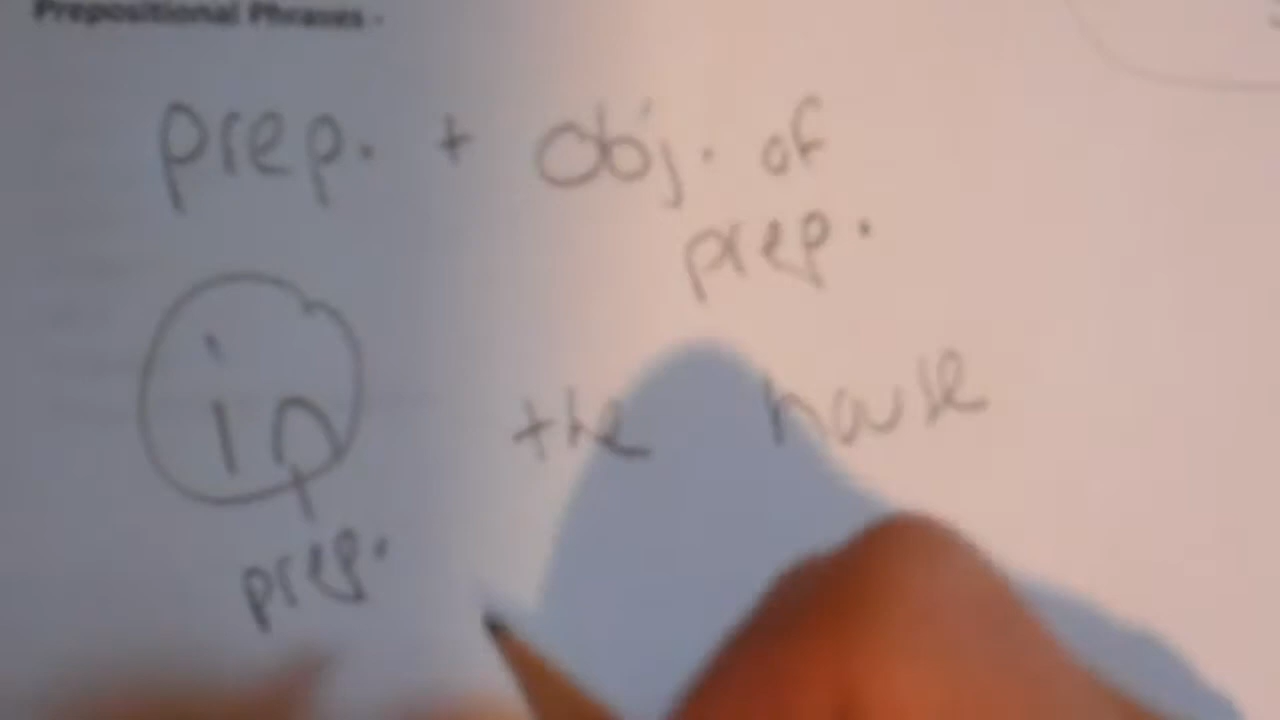 Prepositional Phrases -
prep. + obj. of
prep.
in the house
prep.